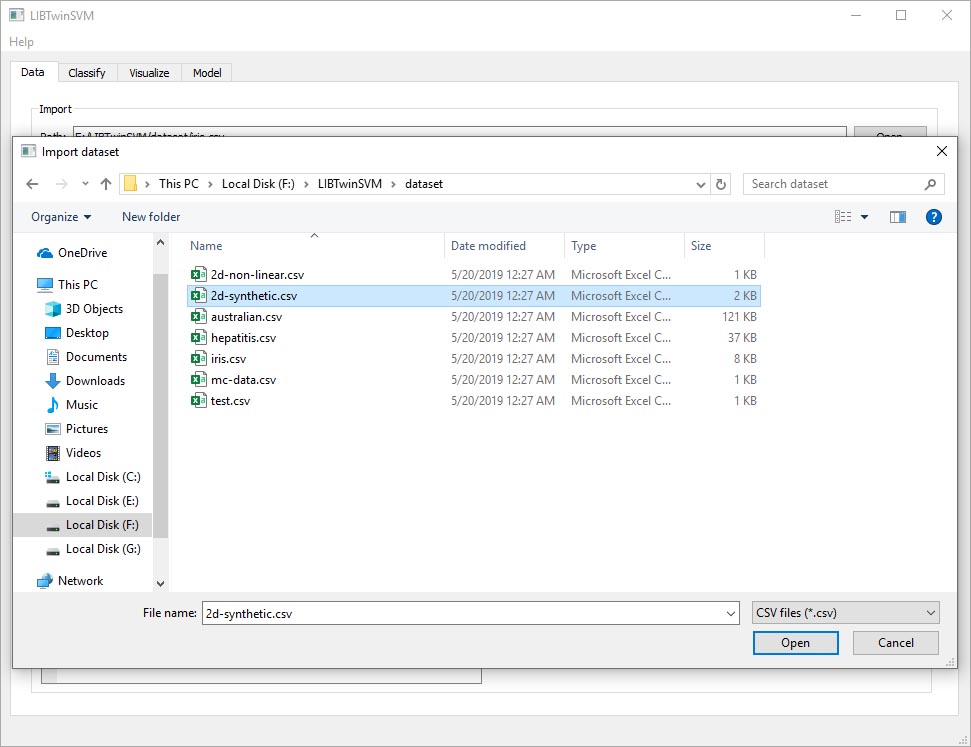 LIBTwinSVM
Help
Data Classify Visualize Model
Import
Path: F:/LIBTwinSVM/dataset/iris.csv Open
Import dataset
This PC Local Disk (F:) LIBTwinSVM dataset Search dataset
Organize New folder
Name Date modified Type Size
OneDrive
This PC
3D Objects
Desktop
Documents
Downloads
Music
Pictures
Videos
Local Disk (C:)
Local Disk (E:)
Local Disk (F:)
Local Disk (G:)
Network
2d-non-linear.csv 5/20/2019 12:27 AM Microsoft Excel C... 1 KB
2d-synthetic.csv 5/20/2019 12:27 AM Microsoft Excel C... 2 KB
australian.csv 5/20/2019 12:27 AM Microsoft Excel C... 121 KB
hepatitis.csv 5/20/2019 12:27 AM Microsoft Excel C... 37 KB
iris.csv 5/20/2019 12:27 AM Microsoft Excel C... 8 KB
mc-data.csv 5/20/2019 12:27 AM Microsoft Excel C... 1 KB
test.csv 5/20/2019 12:27 AM Microsoft Excel C... 1 KB
File name: 2d-synthetic.csv CSV files (*.csv)
Open Cancel